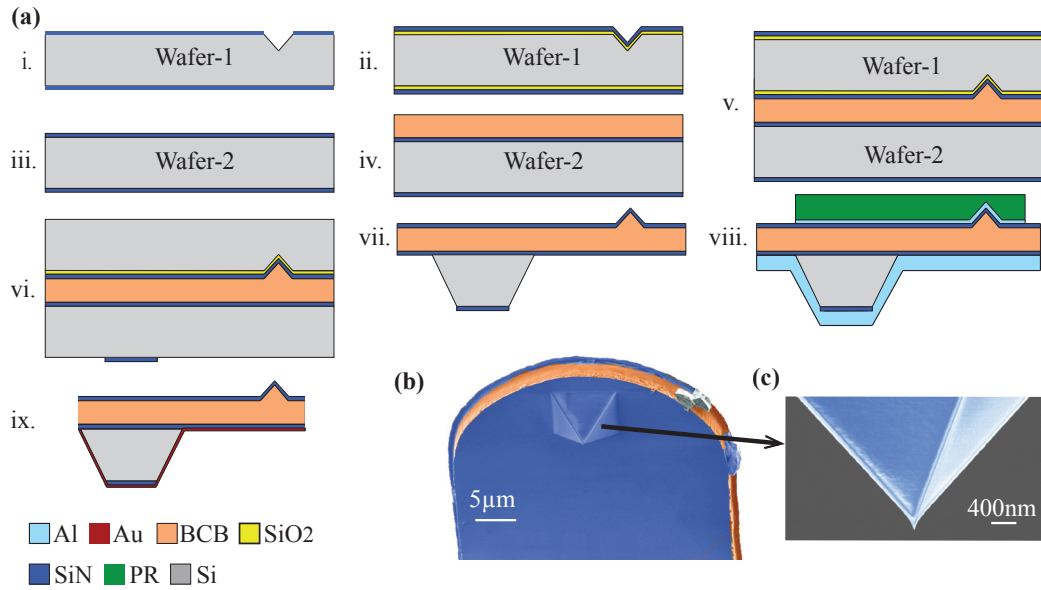 (a)
i.
Wafer-1
ii.
Wafer-1
iii.
Wafer-2
iv.
Wafer-2
v.
Wafer-1
Wafer-2
vi.
vii.
viii.
ix.
(b)
5μm
(c)
400nm
Al Au BCB SiO2
SiN PR Si